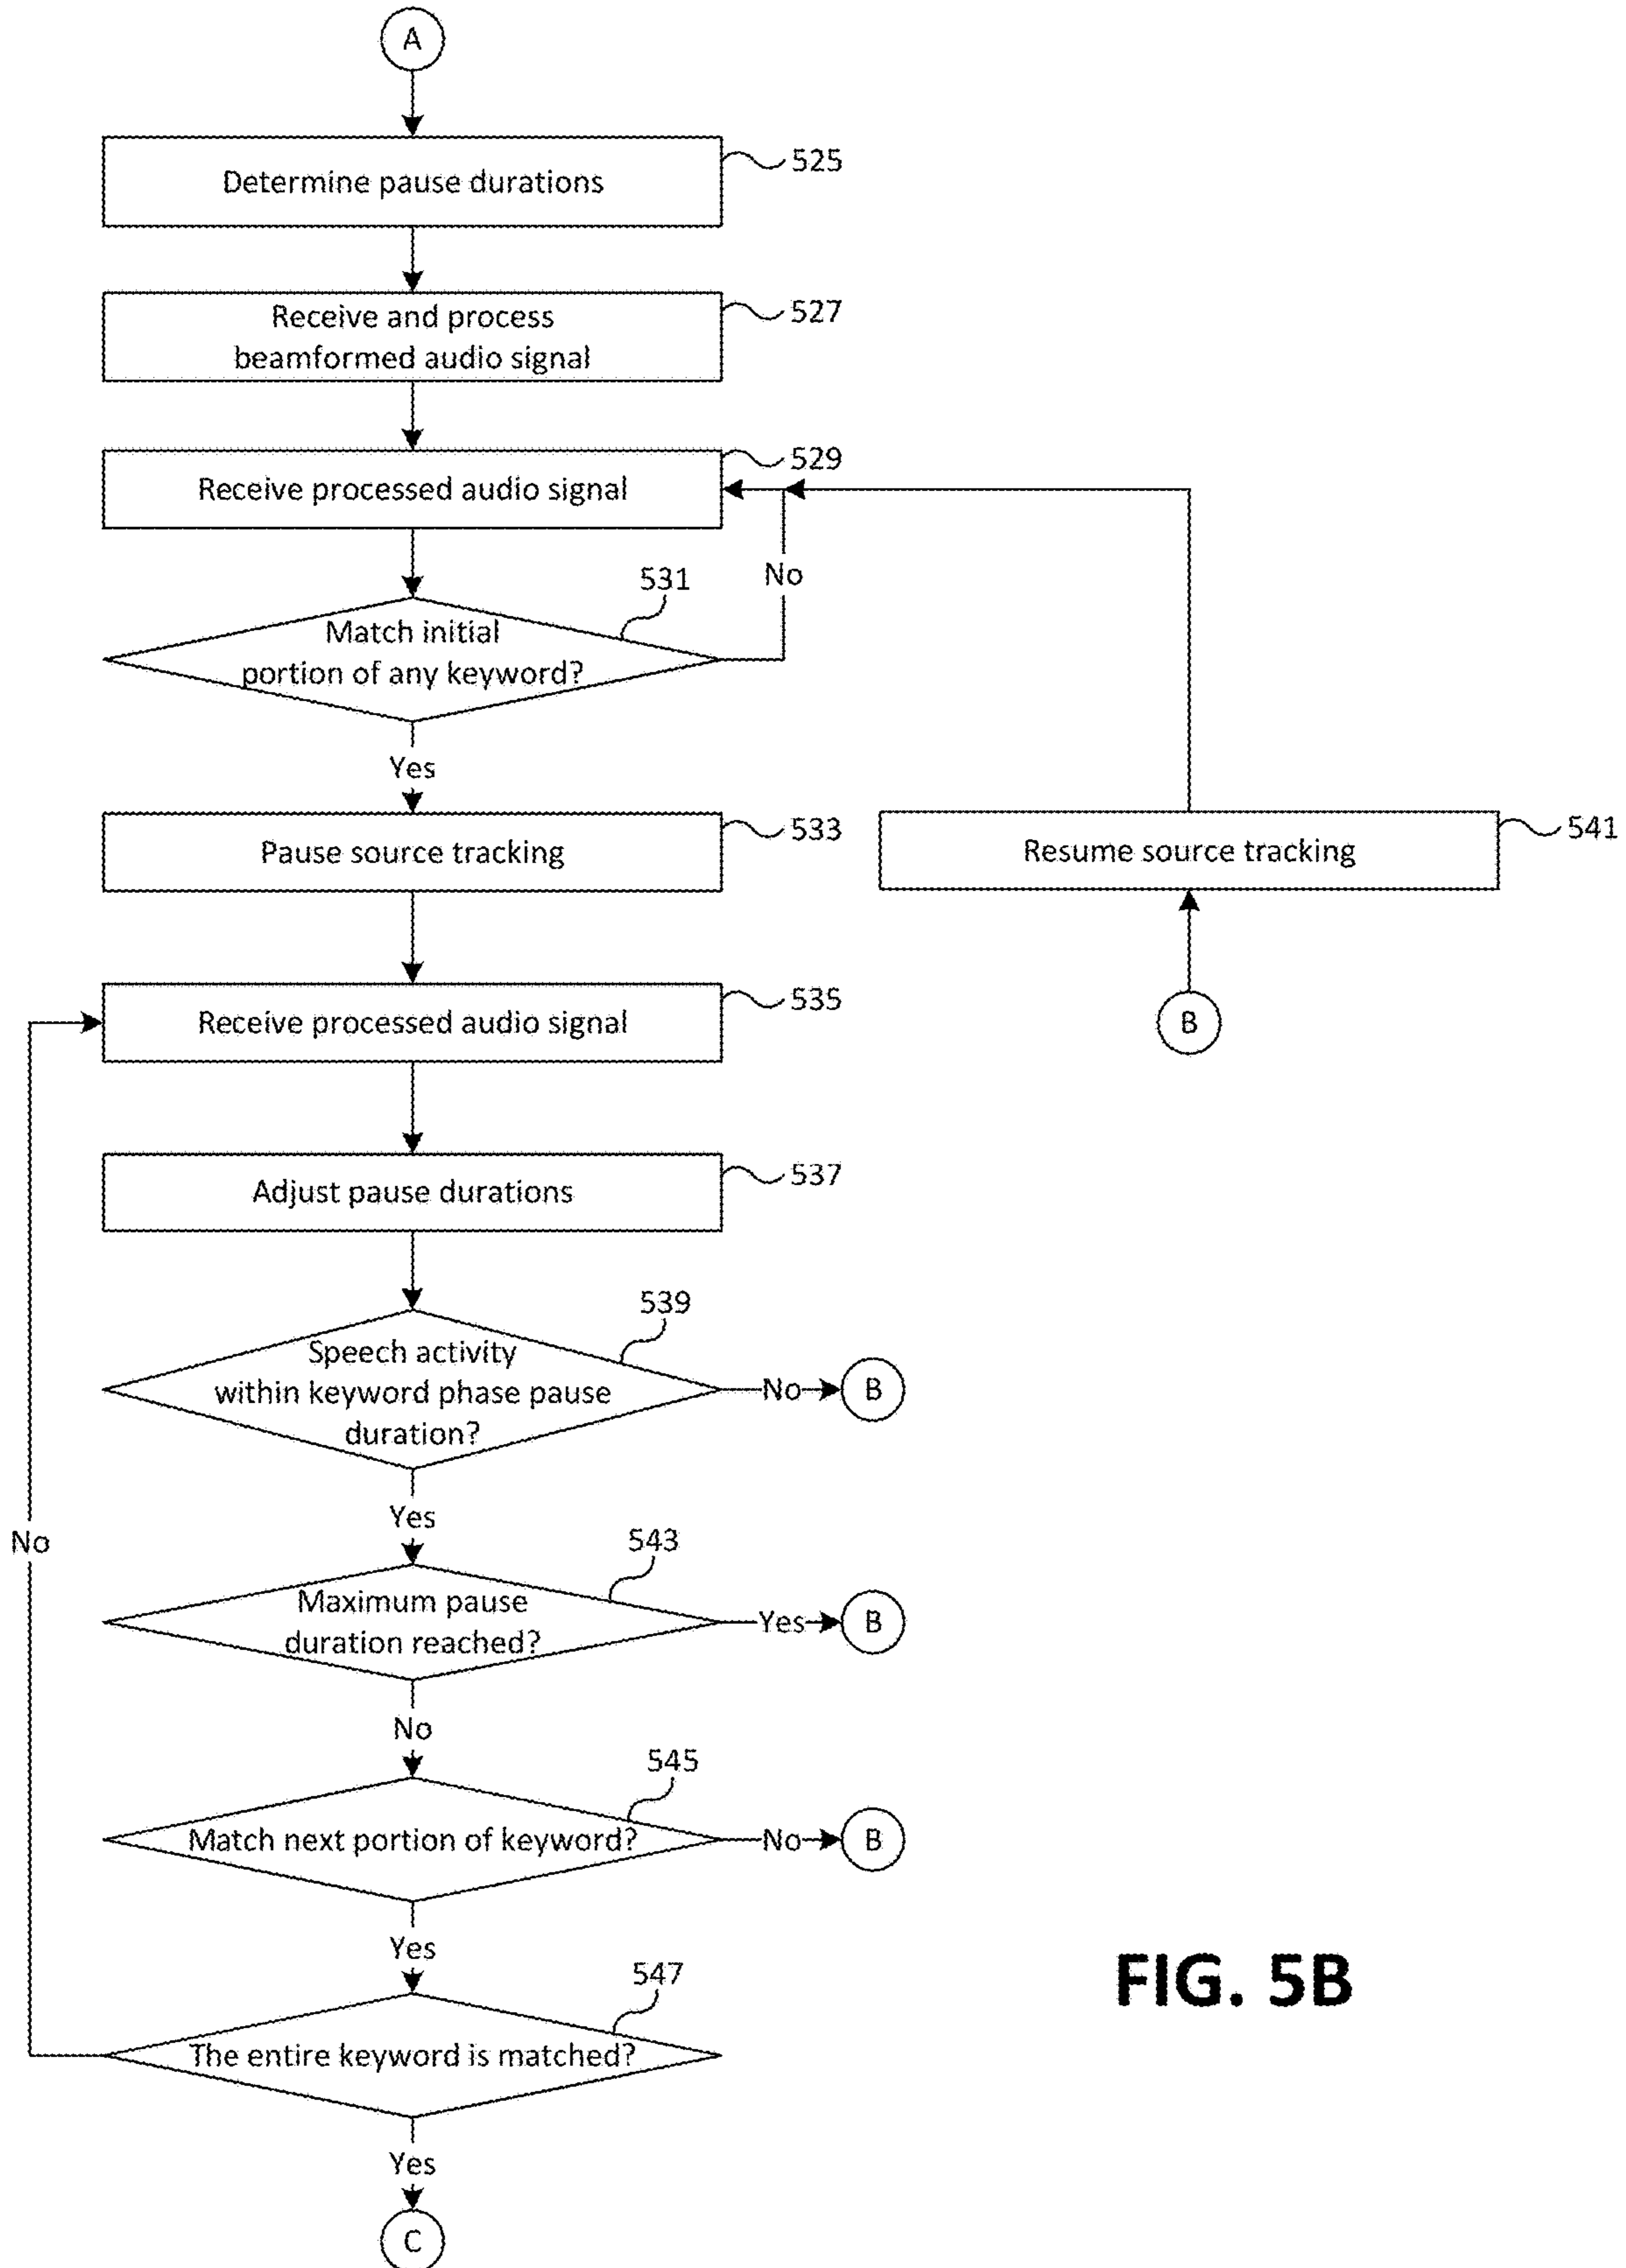 A
Determine pause durations
525
Receive and process
beamformed audio signal
527
Receive processed audio signal
529
531
Match initial
portion of any keyword?
No
Yes
Pause source tracking
533
Resume source tracking
541
B
Receive processed audio signal
535
Adjust pause durations
537
539
Speech activity
within keyword phase pause
duration?
No
B
Yes
543
Maximum pause
duration reached?
Yes
B
No
545
Match next portion of keyword?
No
B
Yes
547
The entire keyword is matched?
No
Yes
C
FIG. 5B